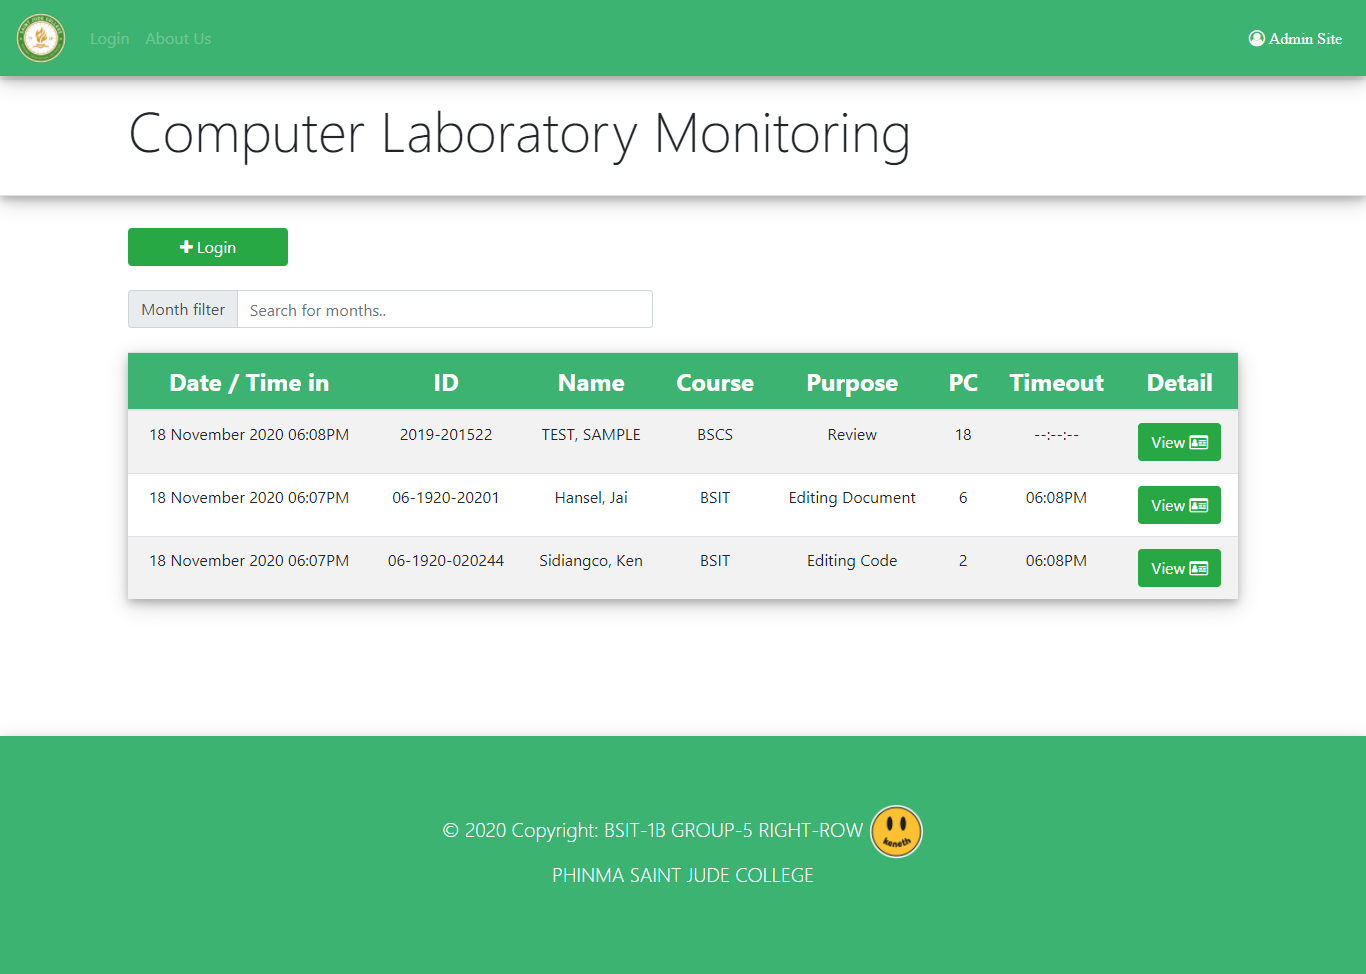 SAINT JUDE COLLEGE
Login About Us
Admin Site
Computer Laboratory Monitoring
Login
Month filter Search for months..
Date / Time in ID Name Course Purpose PC Timeout Detail
18 November 2020 06:08PM 2019-201522 TEST, SAMPLE BSCS Review 18 --:--:-- View
18 November 2020 06:07PM 06-1920-20201 Hansel, Jai BSIT Editing Document 6 06:08PM View
18 November 2020 06:07PM 06-1920-020244 Sidiangco, Ken BSIT Editing Code 2 06:08PM View
© 2020 Copyright: BSIT-1B GROUP-5 RIGHT-ROW
keneth
PHINMA SAINT JUDE COLLEGE